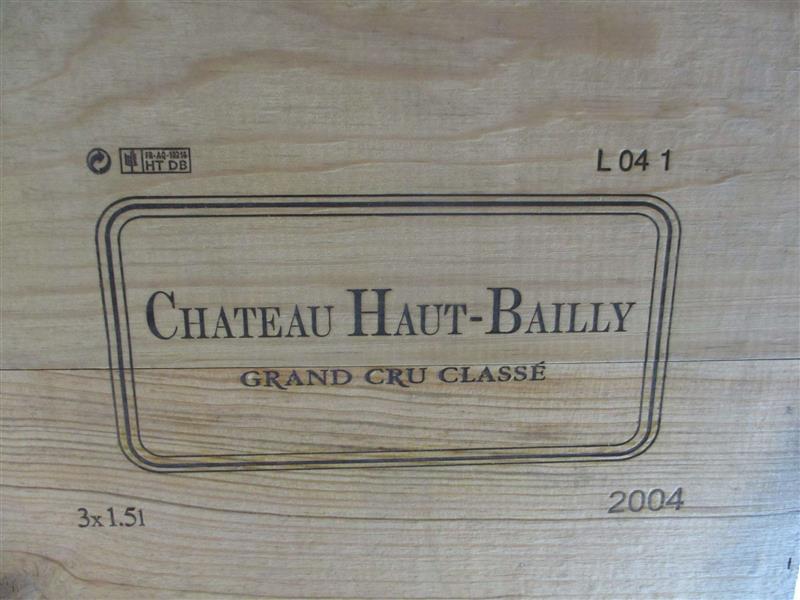 FR-AQ-10216
HT DB
L 04 1
CHATEAU HAUT-BAILLY
GRAND CRU CLASSÉ
3x1.5l
2004